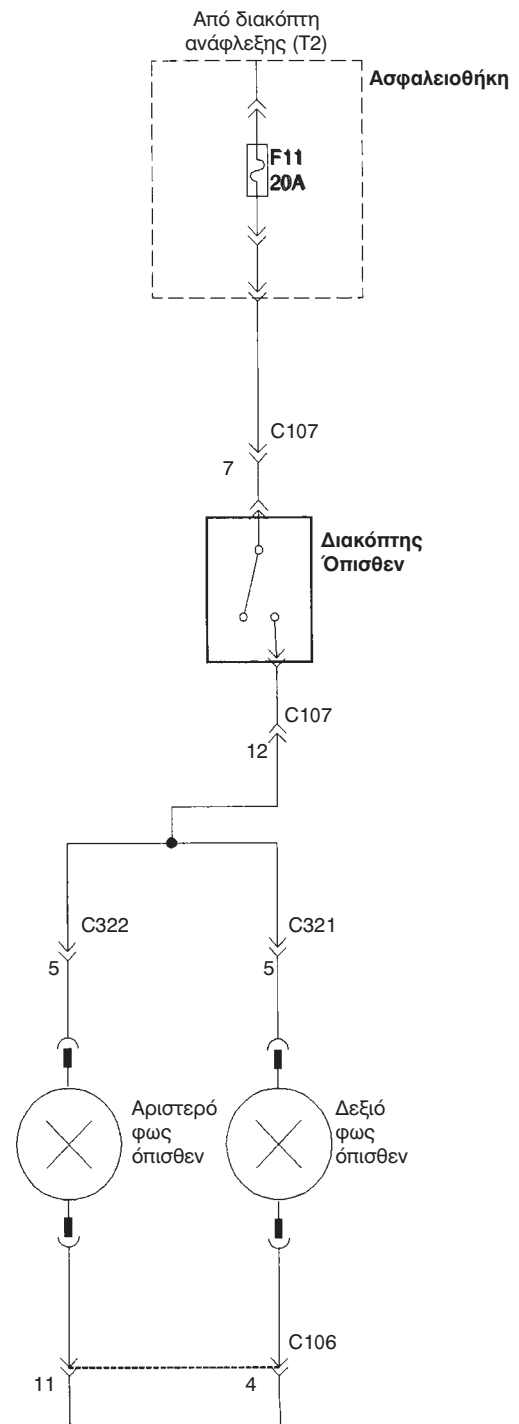 Από διακόπτη
ανάφλεξης (T2)
Ασφαλειοθήκη
F11
20A
C107
7
Διακόπτης
Όπισθεν
C107
12
C322
C321
5
5
Αριστερό
φως
όπισθεν
Δεξιό
φως
όπισθεν
C106
11
4